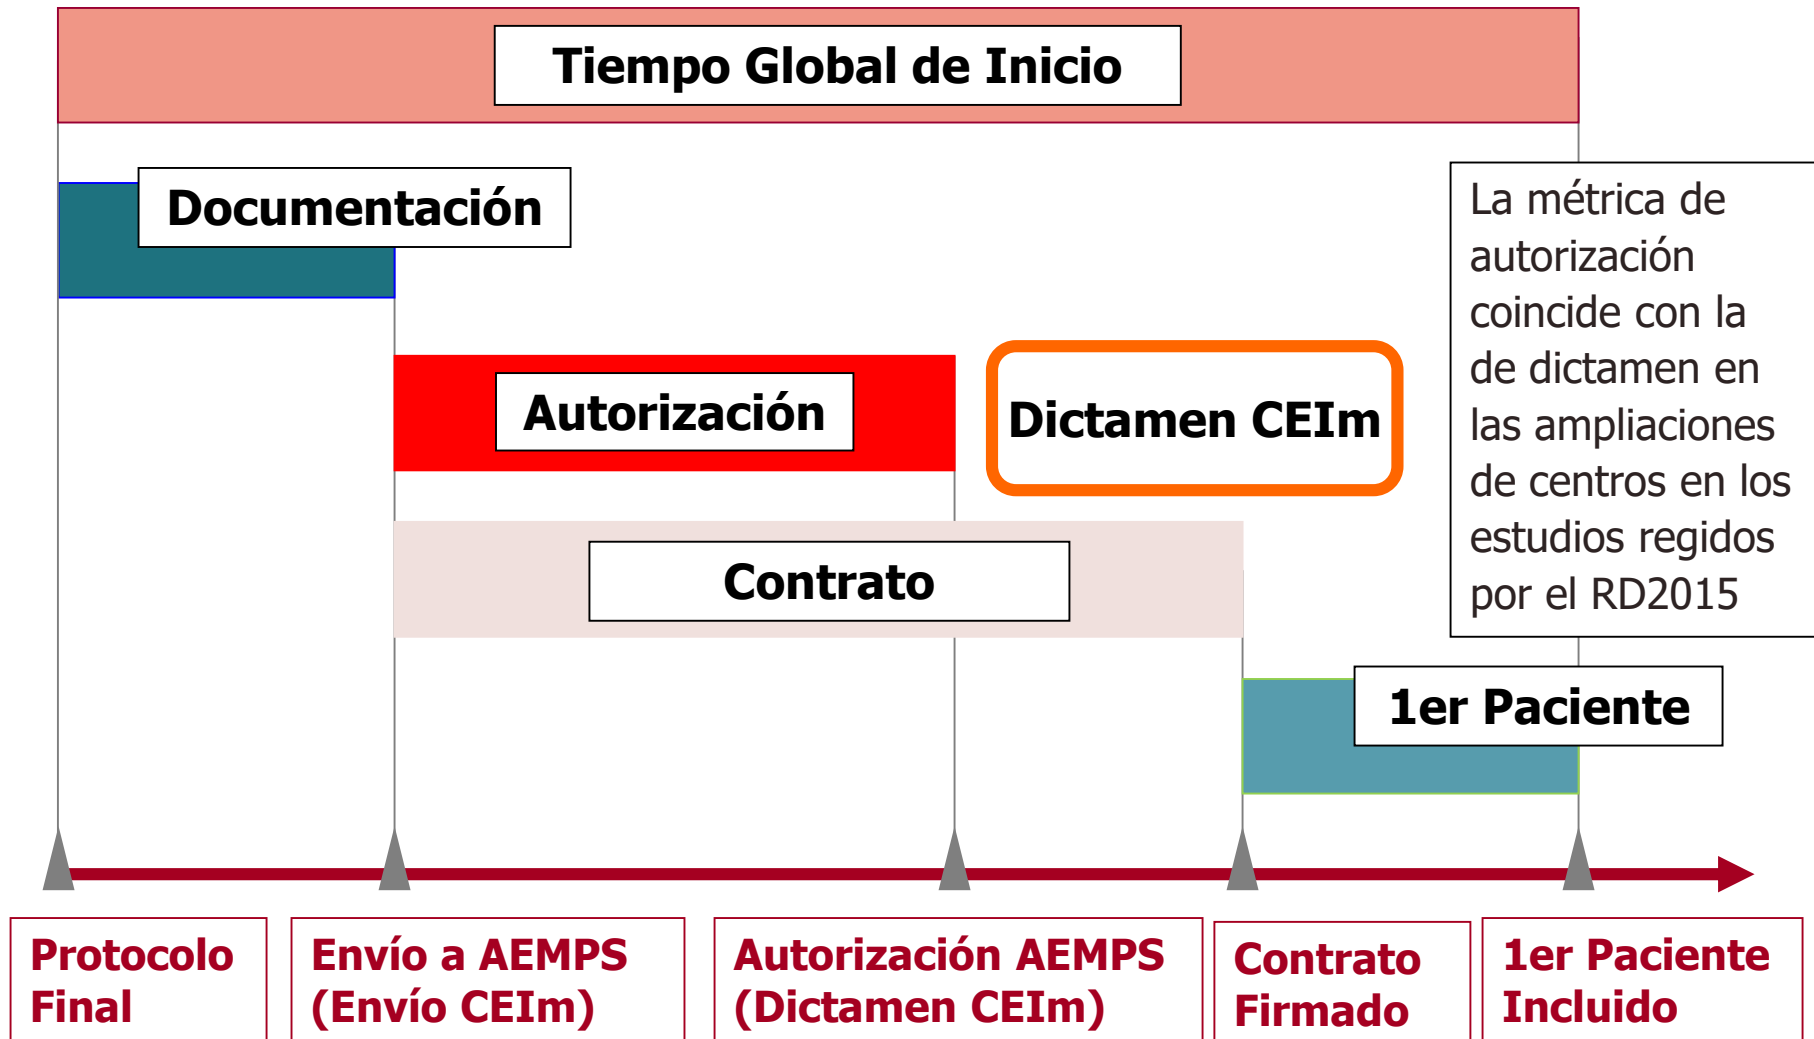 Tiempo Global de Inicio
Documentación
La métrica de
autorización
coincide con la
de dictamen en
las ampliaciones
de centros en los
estudios regidos
por el RD2015
Autorización
Dictamen CEIm
Contrato
1er Paciente
Protocolo
Final
Envío a AEMPS
(Envío CEIm)
Autorización AEMPS
(Dictamen CEIm)
Contrato
Firmado
1er Paciente
Incluido